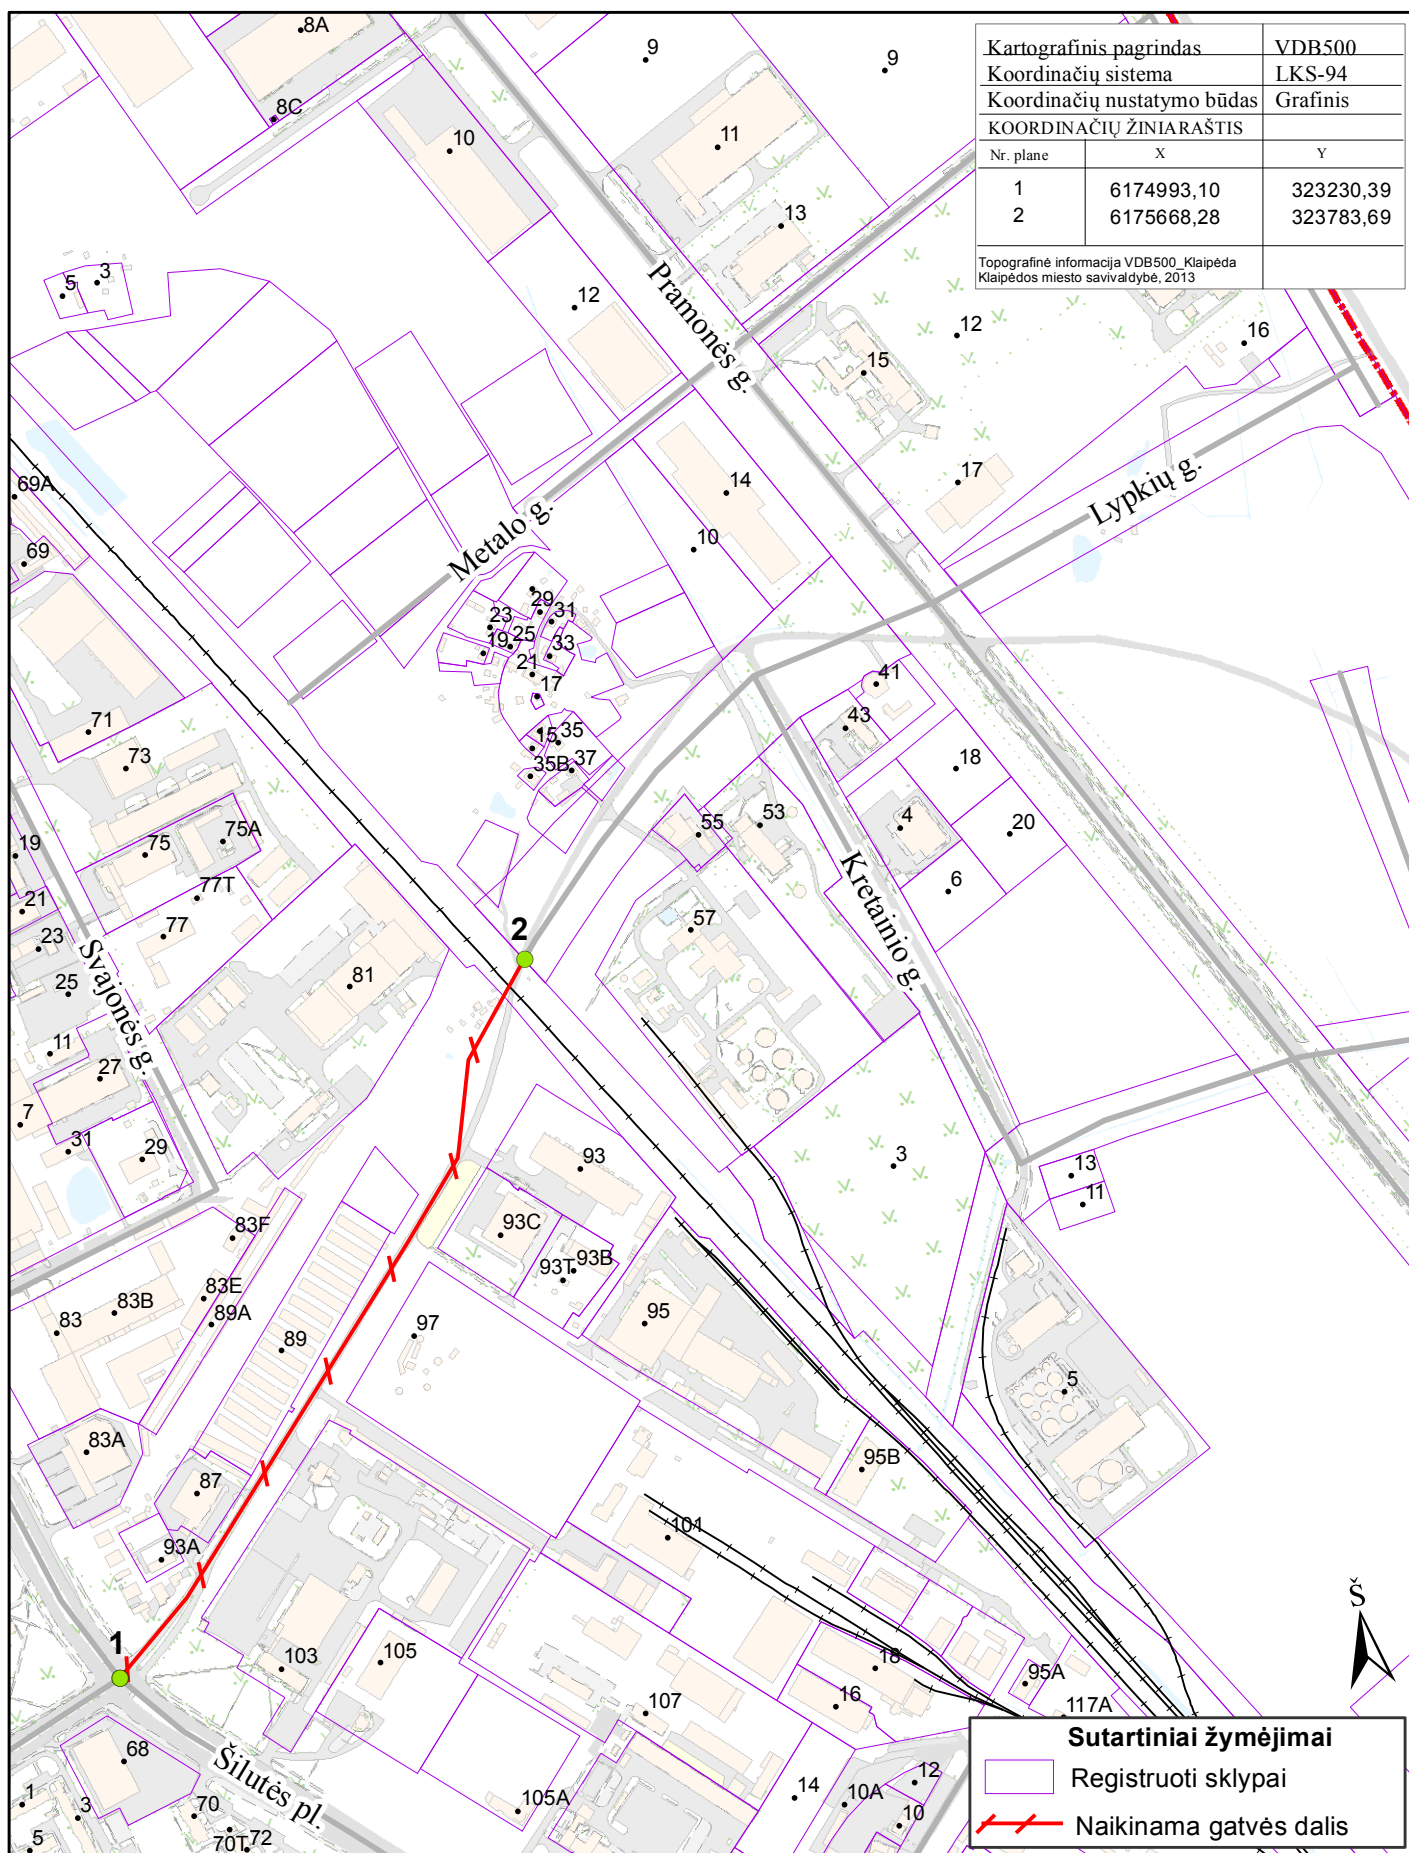 Kartografinis pagrindas VDB500
Koordinačių sistema LKS-94
Koordinačių nustatymo būdas Grafinis
KOORDINAČIŲ ŽINIARAŠTIS
Nr. plane X Y
1 6174993,10 323230,39
2 6175668,28 323783,69
Topografinė informacija VDB500_Klaipėda
Klaipėdos miesto savivaldybė, 2013
8A
9
9
8C
10
11
13
5
3
12
Pramonės g.
12
16
15
69A
14
17
Lypkių g.
Metalo g.
69
10
29
31
23
25
19
33
21
17
41
71
15
35
43
73
35B
37
18
19
75
75A
55
53
4
20
77T
6
21
23
77
2
57
Kretainio g.
25
Svajonės g.
81
11
27
7
31
29
93
3
13
11
83F
93C
93B
93T
83E
83
83B
89A
97
95
89
5
83A
95B
87
101
93A
Š
1
103
105
18
95A
16
107
117A
68
Šilutės pl.
1
3
70
105A
14
10A
12
10
5
70T
72
Sutartiniai žymėjimai
Registruoti sklypai
Naikinama gatvės dalis